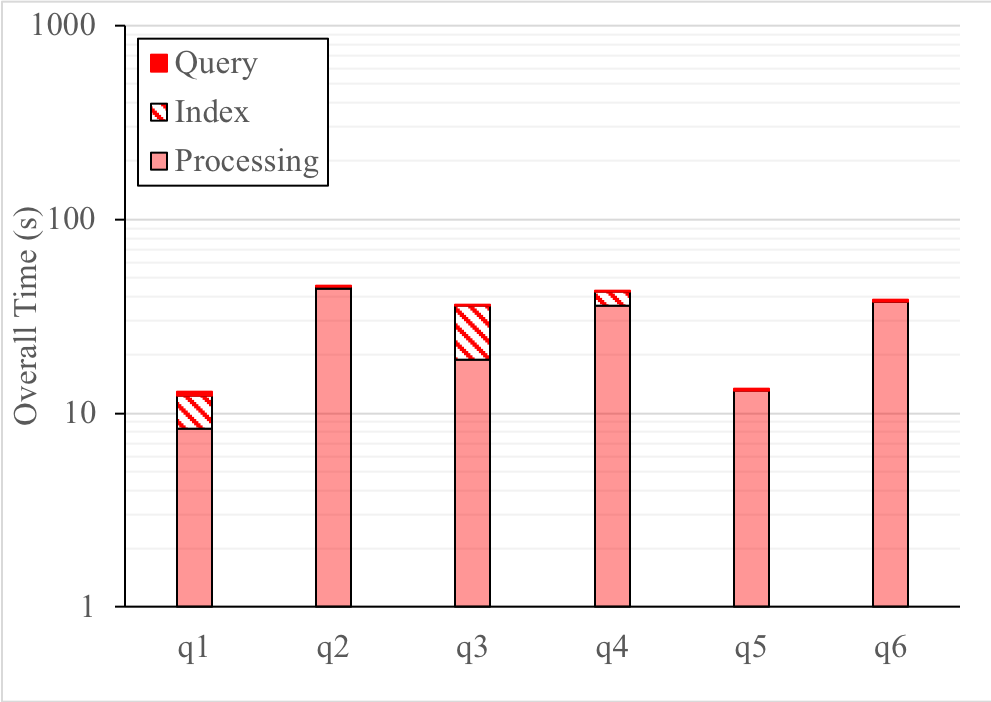 1000
Query
Index
Processing
100
Overall Time (s)
10
1
q1 q2 q3 q4 q5 q6